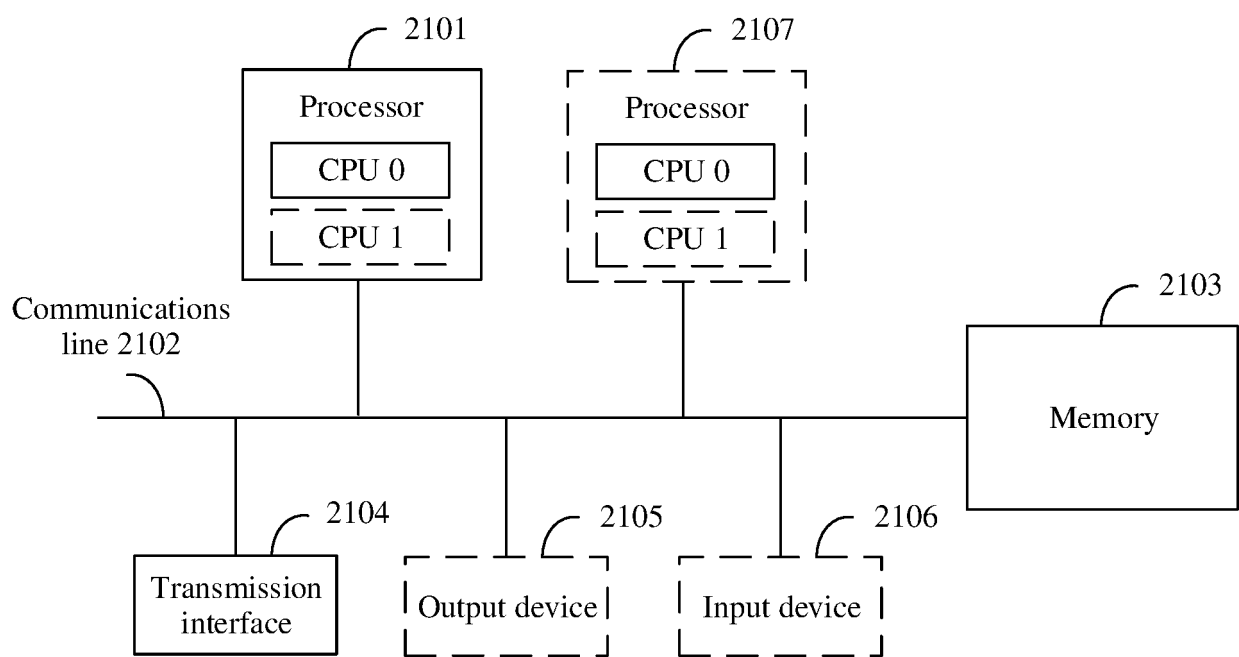 2101
2107
Processor
CPU 0
CPU 1
Processor
CPU 0
CPU 1
Communications
line 2102
2103
Memory
2104
2105
2106
Transmission
interface
Output device
Input device